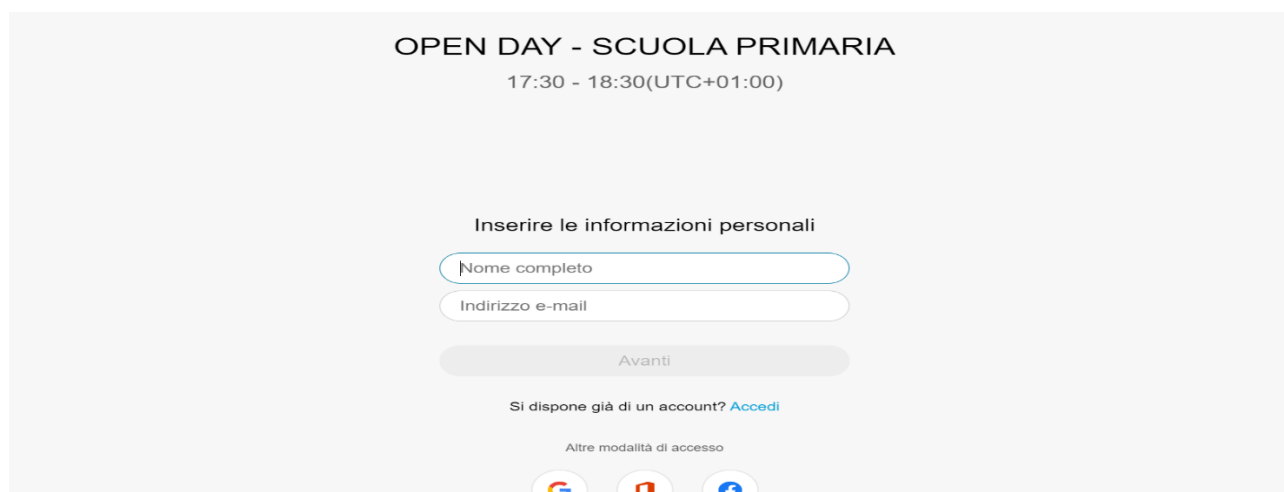 OPEN DAY - SCUOLA PRIMARIA
17:30 - 18:30(UTC+01:00)
Inserire le informazioni personali
Nome completo
Indirizzo e-mail
Avanti
Si dispone già di un account? Accedi
Altre modalità di accesso